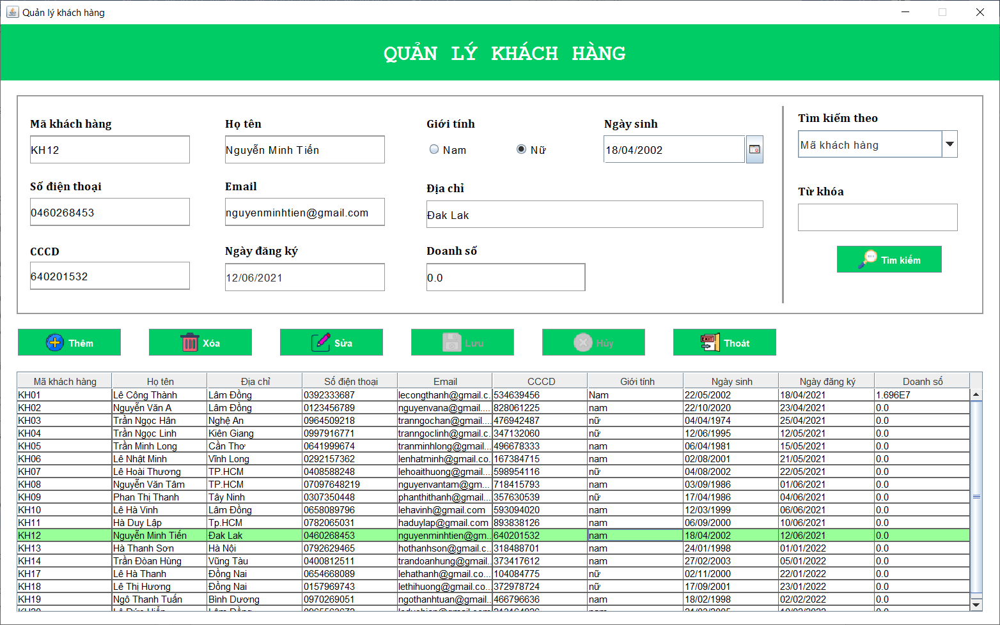 Quản lý khách hàng
QUẢN LÝ KHÁCH HÀNG
Mã khách hàng Họ tên Giới tính Ngày sinh Tìm kiếm theo
KH12 Nguyễn Minh Tiến Nam Nữ 18/04/2002 Mã khách hàng
Số điện thoại Email Địa chỉ Từ khóa
0460268453 nguyenminhtien@gmail.com Đak Lak
CCCD Ngày đăng ký Doanh số
640201532 12/06/2021 0.0 Tìm kiếm
Thêm Xóa Sửa Lưu Hủy Thoát
Mã khách hàng Họ tên Địa chỉ Số điện thoại Email CCCD Giới tính Ngày sinh Ngày đăng ký Doanh số
KH01 Lê Công Thành Lâm Đồng 0392333687 lecongthanh@gmail.c... 534639456 Nam 22/05/2002 18/04/2021 1.696E7
KH02 Nguyễn Văn A Lâm Đồng 0123456789 nguyenvana@gmail.... 828061225 nam 22/10/2020 23/04/2021 0.0
KH03 Trần Ngọc Hân Nghệ An 0964509218 tranngochan@gmail.... 476942487 nữ 04/04/1974 25/04/2021 0.0
KH04 Trần Ngọc Linh Kiên Giang 0997916771 tranngoclinh@gmail.c... 347132060 nữ 12/06/1995 12/05/2021 0.0
KH05 Trần Minh Long Cần Thơ 0641999674 tranminhlong@gmail.... 496678333 nam 06/04/1981 15/05/2021 0.0
KH06 Lê Nhật Minh Vĩnh Long 0292157362 lenhatminh@gmail.co... 167384715 nam 02/08/2001 21/05/2021 0.0
KH07 Lê Hoài Thương TP.HCM 0408588248 lehoaithuong@gmail.... 598954116 nữ 04/08/2002 22/05/2021 0.0
KH08 Nguyễn Văn Tâm TP.HCM 07097648219 nguyenvantam@gm... 718415793 nam 03/09/1986 01/06/2021 0.0
KH09 Phan Thị Thanh Tây Ninh 0307350448 phanthithanh@gmail.... 357630539 nữ 17/04/1986 04/06/2021 0.0
KH10 Lê Hà Vinh Lâm Đồng 0658089796 lehavinh@gmail.com 593094020 nam 12/03/1999 06/06/2021 0.0
KH11 Hà Duy Lập Tp.HCM 0782065031 haduylap@gmail.com 893838126 nam 06/09/2000 10/06/2021 0.0
KH12 Nguyễn Minh Tiến Đak Lak 0460268453 nguyenminhtien@gm... 640201532 nam 18/04/2002 12/06/2021 0.0
KH13 Hà Thanh Sơn Hà Nội 0792629465 hothanhson@gmail.c... 318488701 nam 24/01/1998 01/01/2022 0.0
KH14 Trần Đòan Hùng Vũng Tàu 0400812511 trandoanhung@gmail.... 373417612 nam 27/02/2003 05/01/2022 0.0
KH17 Lê Hà Thanh Đồng Nai 0654668089 lehathanh@gmail.co... 104084775 nữ 02/11/2000 22/01/2022 0.0
KH18 Lê Thị Hương Đồng Nai 0157969743 lethihuong@gmail.co... 372978724 nữ 17/09/2001 23/01/2022 0.0
KH19 Ngô Thanh Tuấn Bình Dương 0970269051 ngothanhtuan@gmail.... 466796636 nam 18/02/1998 02/02/2022 0.0